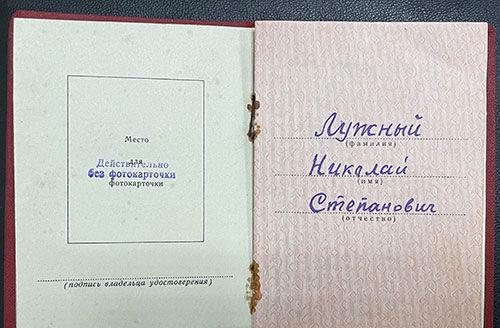 Место
для
Действительно
без фотокарточки
фотокарточки
(подпись владельца удостоверения)
Лужный
(фамилия)
Николай
(имя)
Степанович
(отчество)